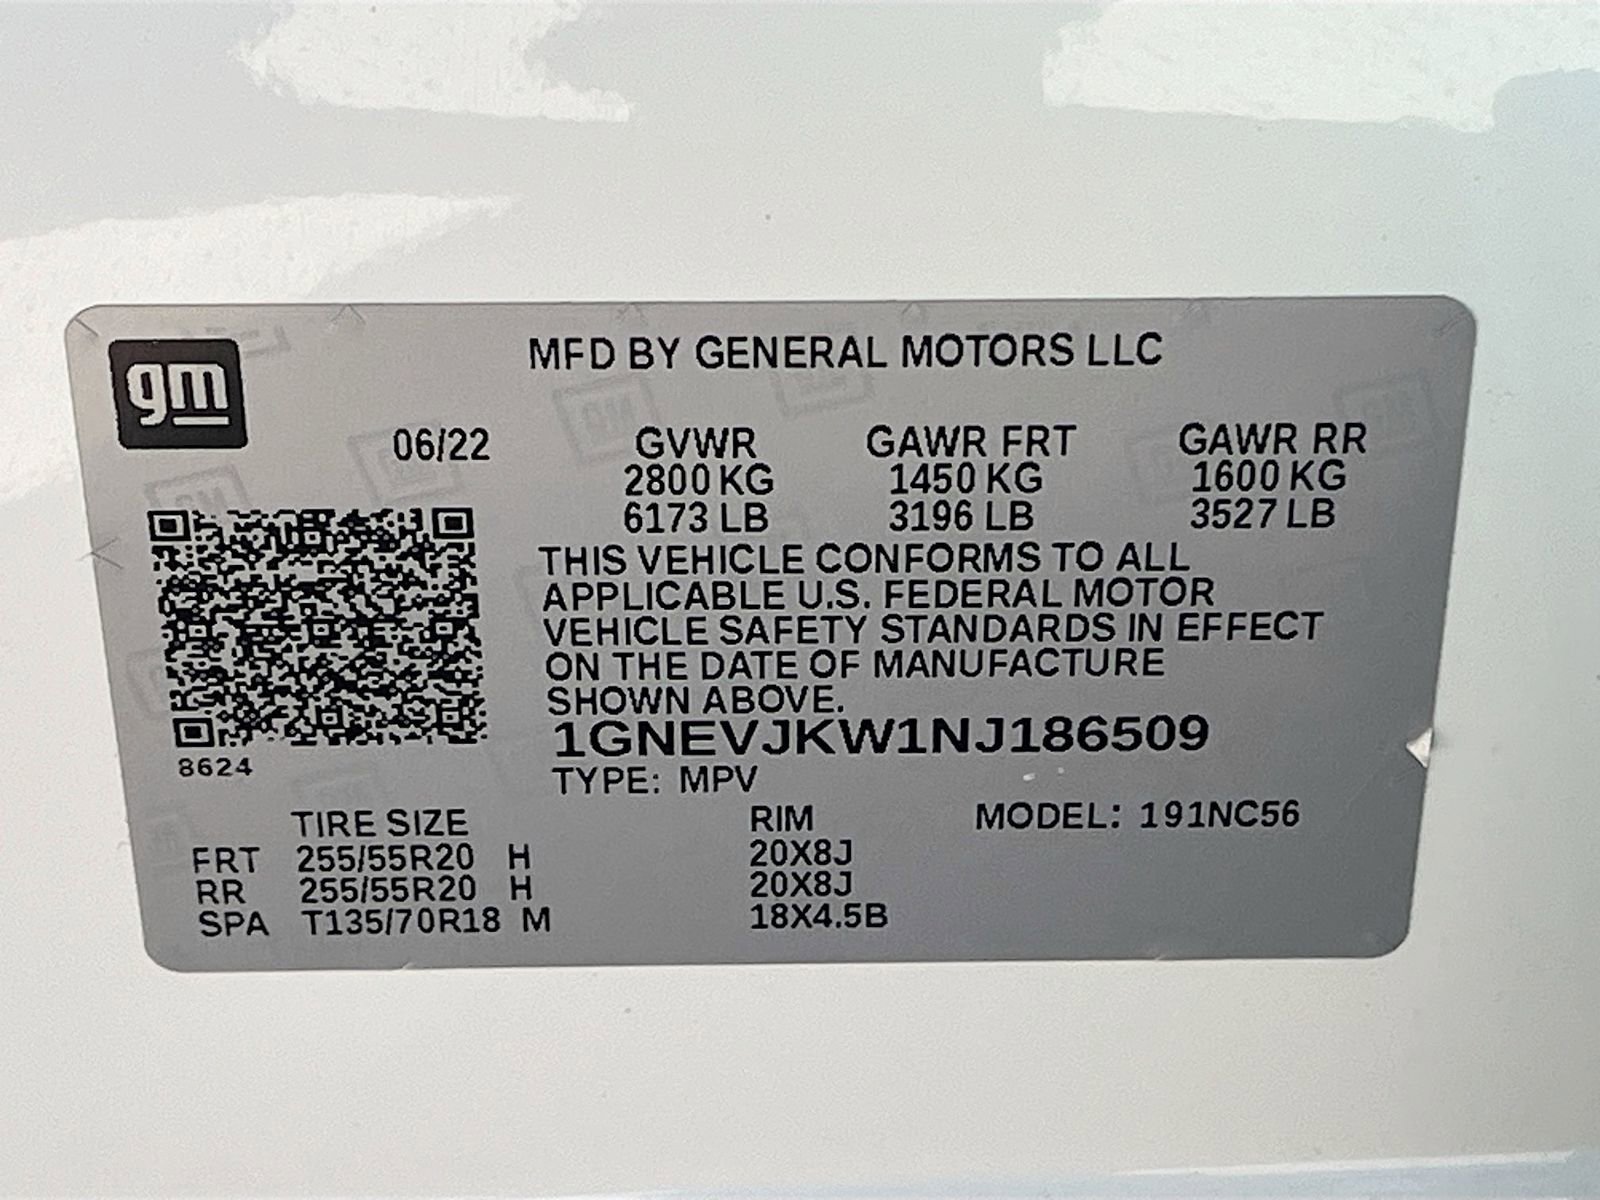 gm
MFD BY GENERAL MOTORS LLC
06/22 GVWR GAWR FRT GAWR RR
2800 KG 1450 KG 1600 KG
6173 LB 3196 LB 3527 LB
THIS VEHICLE CONFORMS TO ALL
APPLICABLE U.S. FEDERAL MOTOR
VEHICLE SAFETY STANDARDS IN EFFECT
ON THE DATE OF MANUFACTURE
SHOWN ABOVE.
1GNEVJKW1NJ186509
8624
TYPE: MPV
TIRE SIZE RIM MODEL: 191NC56
FRT 255/55R20 H 20X8J
RR 255/55R20 H 20X8J
SPA T135/70R18 M 18X4.5B